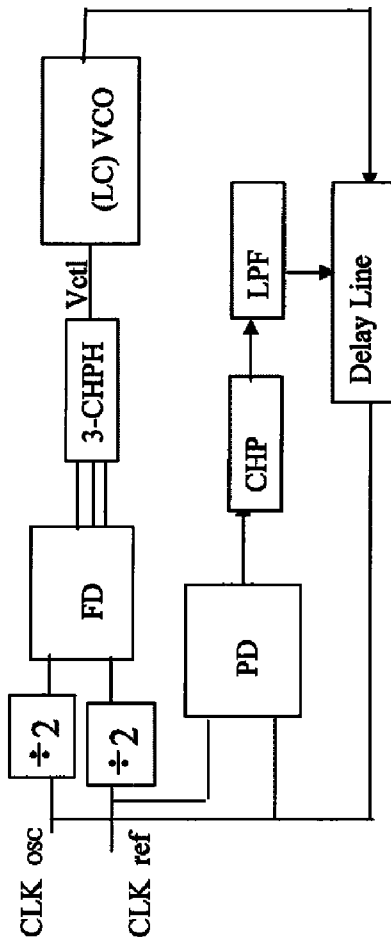 CLK osc
CLK ref
÷2
÷2
FD
3-CHPH
Vctl
(LC) VCO
PD
CHP
LPF
Delay Line